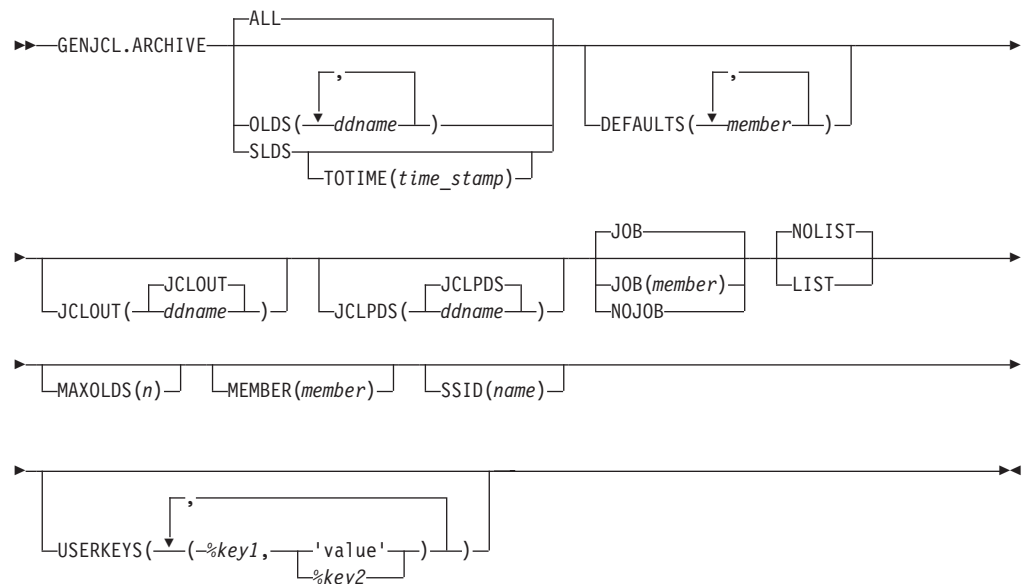 ALL
GENJCL.ARCHIVE
,
,
OLDS( ddname )
DEFAULTS( member )
SLDS
TOTIME(time_stamp)
JOB
NOLIST
JCLOUT
JCLPDS
JOB(member)
LIST
JCLOUT( ddname )
JCLPDS( ddname )
NOJOB
MAXOLDS(n)
MEMBER(member)
SSID(name)
,
USERKEYS( (%key1, 'value' ) )
%key2